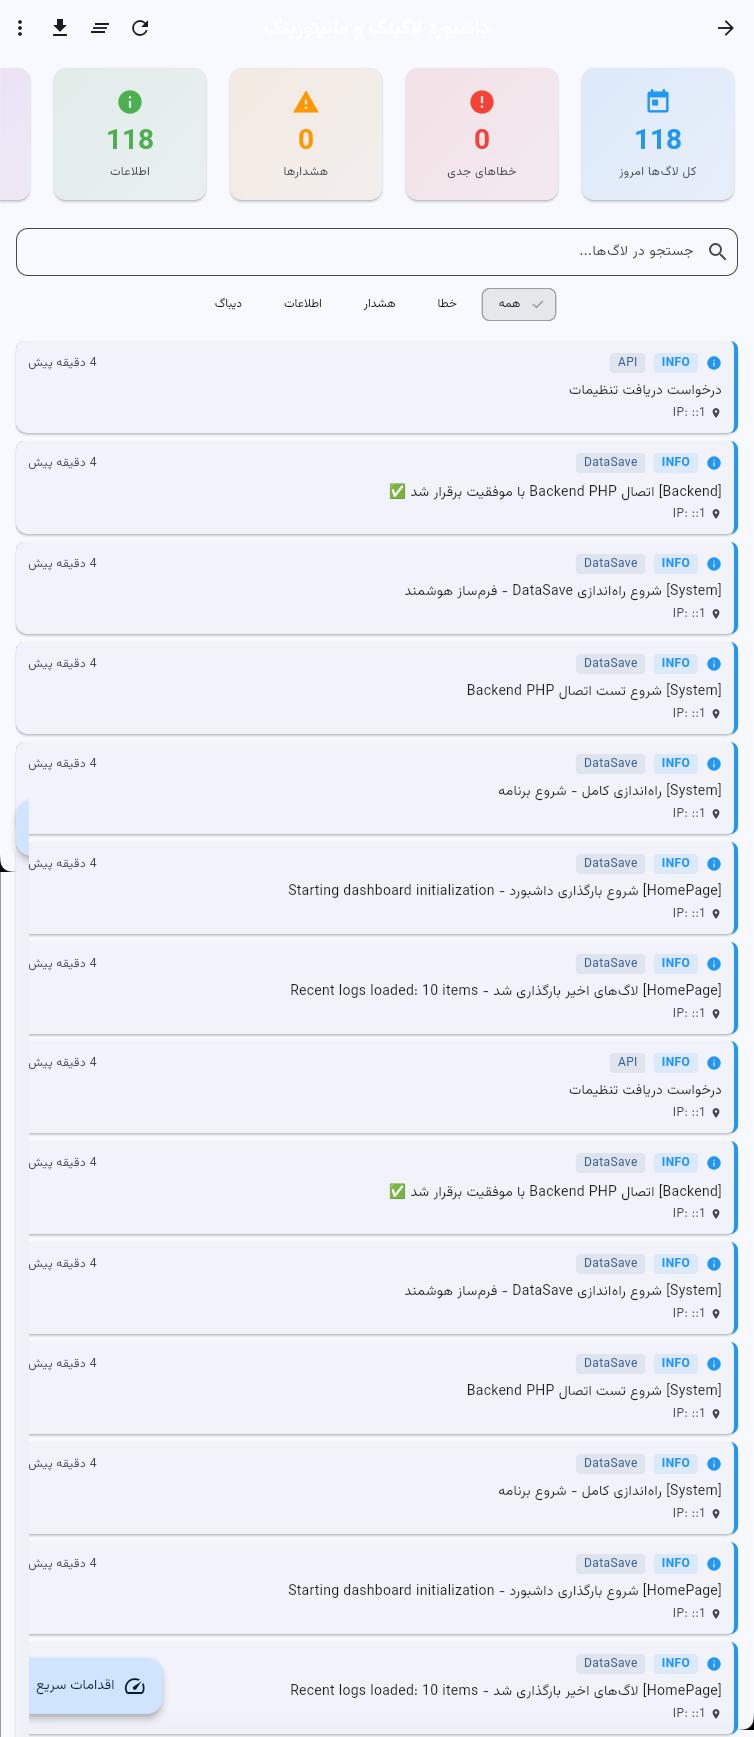 داشبورد لاگینگ و مانیتورینگ
118
کل لاگ‌ها امروز
0
خطاهای جدی
0
هشدارها
118
اطلاعات
جستجو در لاگ‌ها...
همه خطا هشدار اطلاعات دیباگ
INFO API 4 دقیقه پیش
درخواست دریافت تنظیمات
IP: ::1
INFO DataSave 4 دقیقه پیش
[Backend] اتصال Backend PHP با موفقیت برقرار شد ✅
IP: ::1
INFO DataSave 4 دقیقه پیش
[System] شروع راه‌اندازی DataSave - فرم‌ساز هوشمند
IP: ::1
INFO DataSave 4 دقیقه پیش
[System] شروع تست اتصال Backend PHP
IP: ::1
INFO DataSave 4 دقیقه پیش
[System] راه‌اندازی کامل - شروع برنامه
IP: ::1
INFO DataSave 4 دقیقه پیش
[HomePage] شروع بارگذاری داشبورد - Starting dashboard initialization
IP: ::1
INFO DataSave 4 دقیقه پیش
[HomePage] لاگ‌های اخیر بارگذاری شد - Recent logs loaded: 10 items
IP: ::1
INFO API 4 دقیقه پیش
درخواست دریافت تنظیمات
IP: ::1
INFO DataSave 4 دقیقه پیش
[Backend] اتصال Backend PHP با موفقیت برقرار شد ✅
IP: ::1
INFO DataSave 4 دقیقه پیش
[System] شروع راه‌اندازی DataSave - فرم‌ساز هوشمند
IP: ::1
INFO DataSave 4 دقیقه پیش
[System] شروع تست اتصال Backend PHP
IP: ::1
INFO DataSave 4 دقیقه پیش
[System] راه‌اندازی کامل - شروع برنامه
IP: ::1
INFO DataSave 4 دقیقه پیش
[HomePage] شروع بارگذاری داشبورد - Starting dashboard initialization
IP: ::1
INFO DataSave
[HomePage] لاگ‌های اخیر بارگذاری شد - Recent logs loaded: 10 items
IP: ::1
اقدامات سریع